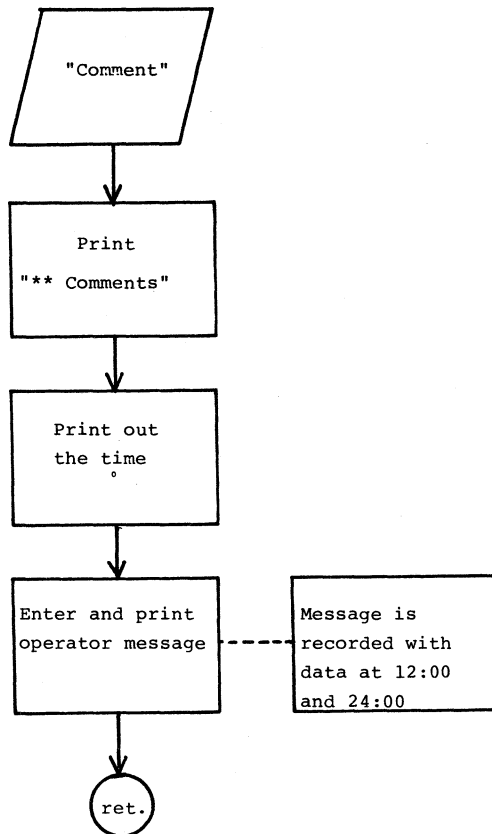 "Comment"
Print
"** Comments"
Print out
the time
Enter and print
operator message
Message is
recorded with
data at 12:00
and 24:00
ret.